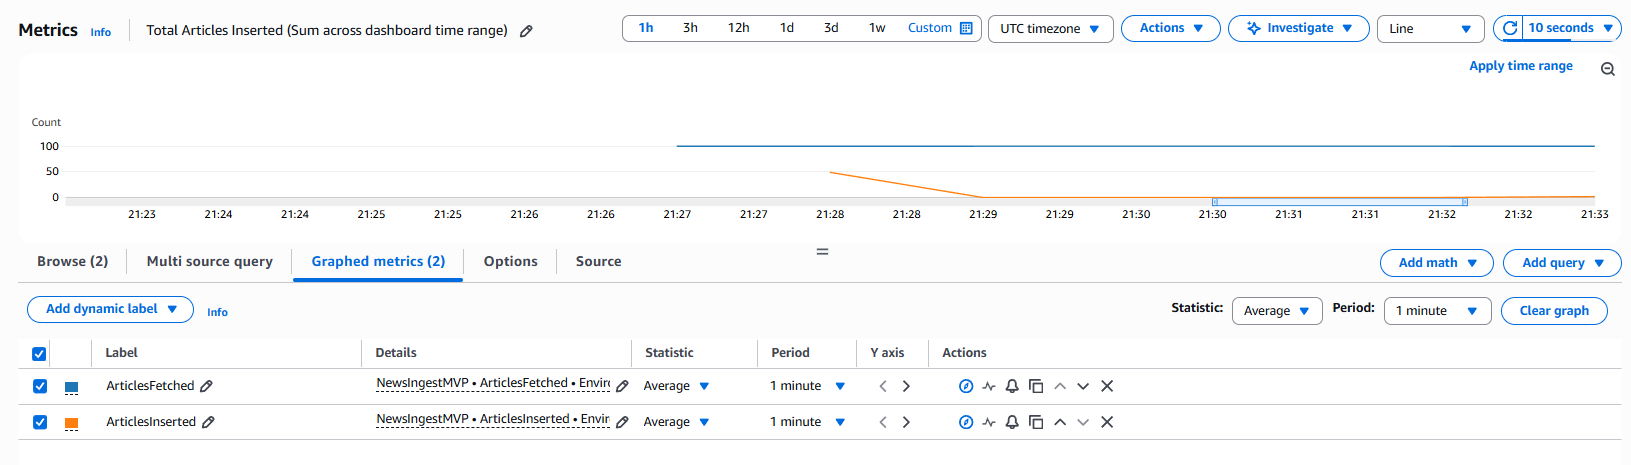 Metrics Info Total Articles Inserted (Sum across dashboard time range) 1h 3h 12h 1d 3d 1w Custom UTC timezone Actions Investigate Line 10 seconds
Apply time range
Count
100
50
0
21:23 21:24 21:24 21:25 21:25 21:26 21:26 21:27 21:27 21:28 21:28 21:29 21:29 21:30 21:30 21:31 21:31 21:32 21:32 21:33
Browse (2) Multi source query Graphed metrics (2) Options Source Add math Add query
Add dynamic label Info Statistic: Average Period: 1 minute Clear graph
Label Details Statistic Period Y axis Actions
ArticlesFetched NewsIngestMVP • ArticlesFetched • Envir Average 1 minute
ArticlesInserted NewsIngestMVP • ArticlesInserted • Envir Average 1 minute